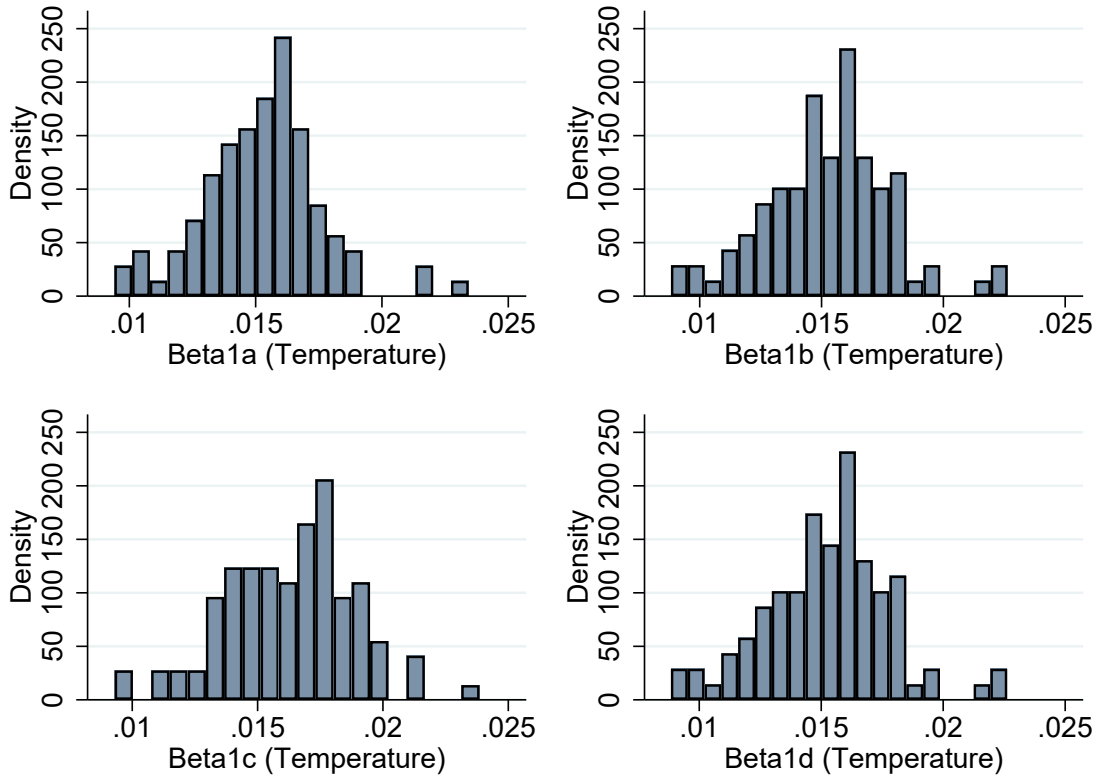 Density
0 50 100 150 200 250
.01 .015 .02 .025
Beta1a (Temperature)
Density
0 50 100 150 200 250
.01 .015 .02 .025
Beta1b (Temperature)
Density
0 50 100 150 200 250
.01 .015 .02 .025
Beta1c (Temperature)
Density
0 50 100 150 200 250
.01 .015 .02 .025
Beta1d (Temperature)